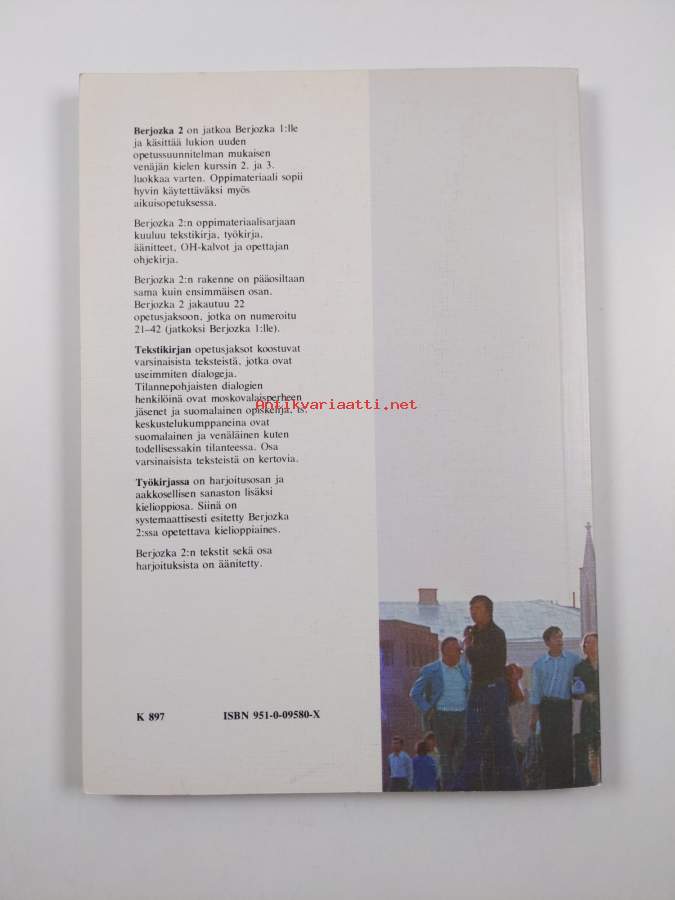 Berjozka 2 on jatkoa Berjozka 1:lle
ja käsittää lukion uuden
opetussuunnitelman mukaisen
venäjän kielen kurssin 2. ja 3.
luokkaa varten. Oppimateriaali sopii
hyvin käytettäväksi myös
aikuisopetuksessa.
Berjozka 2:n oppimateriaalisarjaan
kuuluu tekstikirja, työkirja,
äänitteet, OH-kalvot ja opettajan
ohjekirja.
Berjozka 2:n rakenne on pääosiltaan
sama kuin ensimmäisen osan.
Berjozka 2 jakautuu 22
opetusjaksoon, jotka on numeroitu
21–42 (jatkoksi Berjozka 1:lle).
Tekstikirjan opetusjaksot koostuvat
varsinaisista teksteistä, jotka ovat
useimmiten dialogeja.
Tilannepohjaisten dialogien
henkilöinä ovat moskovalaisperheen
Antikvariaatti.net
jäsenet ja suomalainen opiskelija, ts.
keskustelukumppaneina ovat
suomalainen ja venäläinen kuten
todellisessakin tilanteessa. Osa
varsinaisista teksteistä on kertovia.
Työkirjassa on harjoitusosan ja
aakkosellisen sanaston lisäksi
kielioppiosa. Siinä on
systemaattisesti esitetty Berjozka
2:ssa opetettava kielioppiaines.
Berjozka 2:n tekstit sekä osa
harjoituksista on äänitetty.
K 897 ISBN 951-0-09580-X